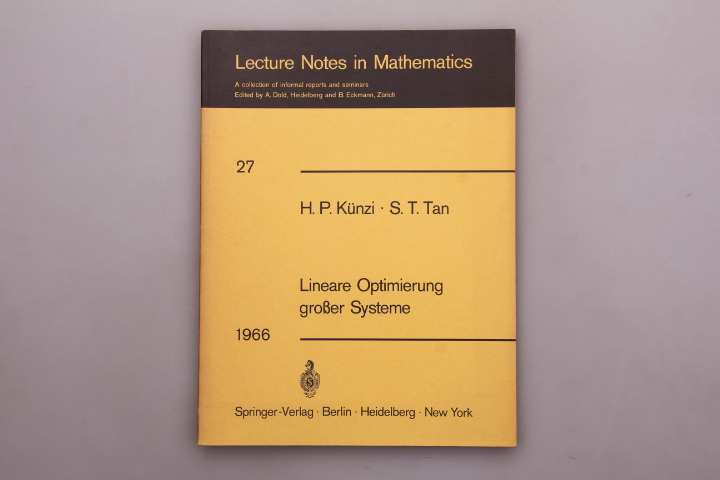 Lecture Notes in Mathematics
A collection of informal reports and seminars
Edited by A. Dold, Heidelberg and B. Eckmann, Zürich
27
H. P. Künzi · S. T. Tan
Lineare Optimierung
großer Systeme
1966
Springer-Verlag · Berlin · Heidelberg · New York